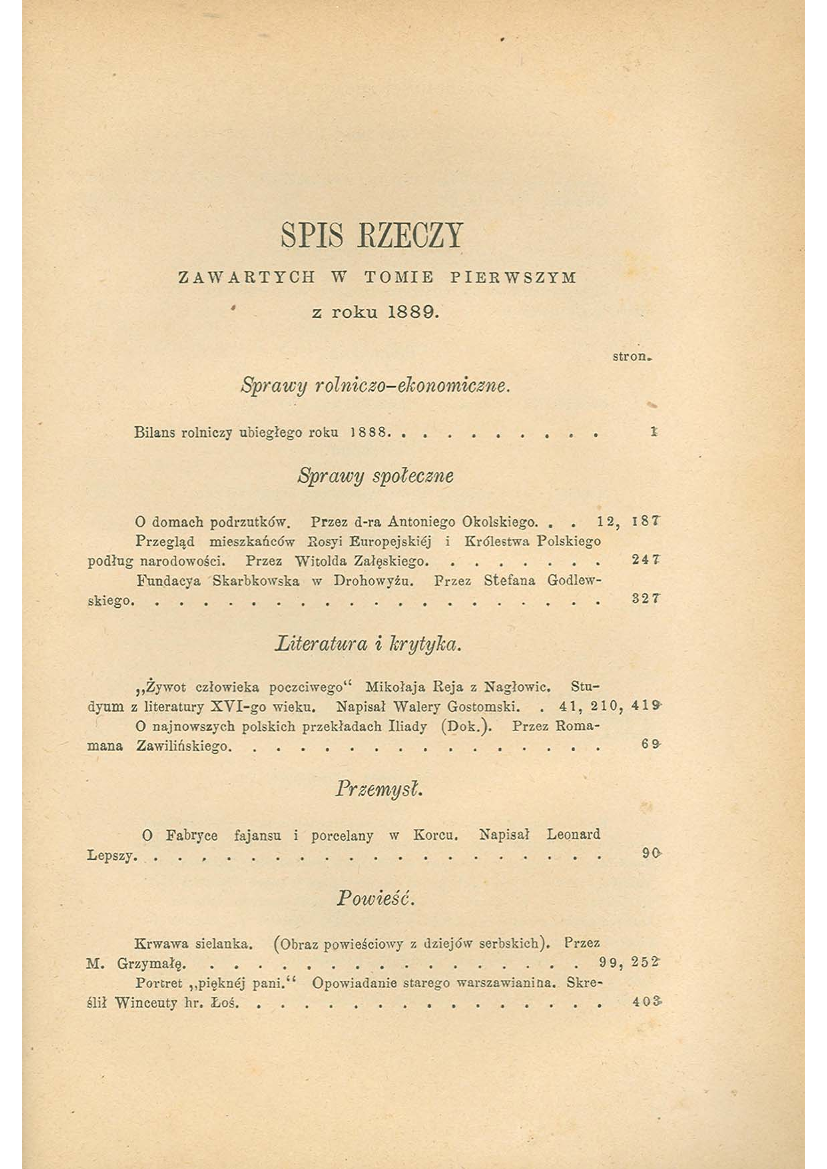 SPIS RZECZY
ZAWARTYCH W TOMIE PIERWSZYM
z roku 1889.
stron.
Sprawy rolniczo-ekonomiczne.
Bilans rolniczy ubiegłego roku 1888. . . . . . . . . . 1
Sprawy społeczne
O domach podrzutków. Przez d-ra Antoniego Okolskiego. . . 12, 187
Przegląd mieszkańców Rosyi Europejskiéj i Królestwa Polskiego
podług narodowości. Przez Witolda Załęskiego. . . . . . . . 247
Fundacya Skarbkowska w Drohowyżu. Przez Stefana Godlew-
skiego. . . . . . . . . . . . . . . . . . . . 327
Literatura i krytyka.
„Żywot człowieka poczciwego“ Mikołaja Reja z Nagłowic. Stu-
dyum z literatury XVI-go wieku. Napisał Walery Gostomski. . 41, 210, 419
O najnowszych polskich przekładach Iliady (Dok.). Przez Roma-
mana Zawilińskiego. . . . . . . . . . . . . . . . 69
Przemysł.
O Fabryce fajansu i porcelany w Korcu. Napisał Leonard
Lepszy. . . . . . . . . . . . . . . . . . . . 90
Powieść.
Krwawa sielanka. (Obraz powieściowy z dziejów serbskich). Przez
M. Grzymałę. . . . . . . . . . . . . . . . . 99, 252
Portret „pięknéj pani.“ Opowiadanie starego warszawianina. Skre-
ślił Wincenty hr. Łoś. . . . . . . . . . . . . . . . 403